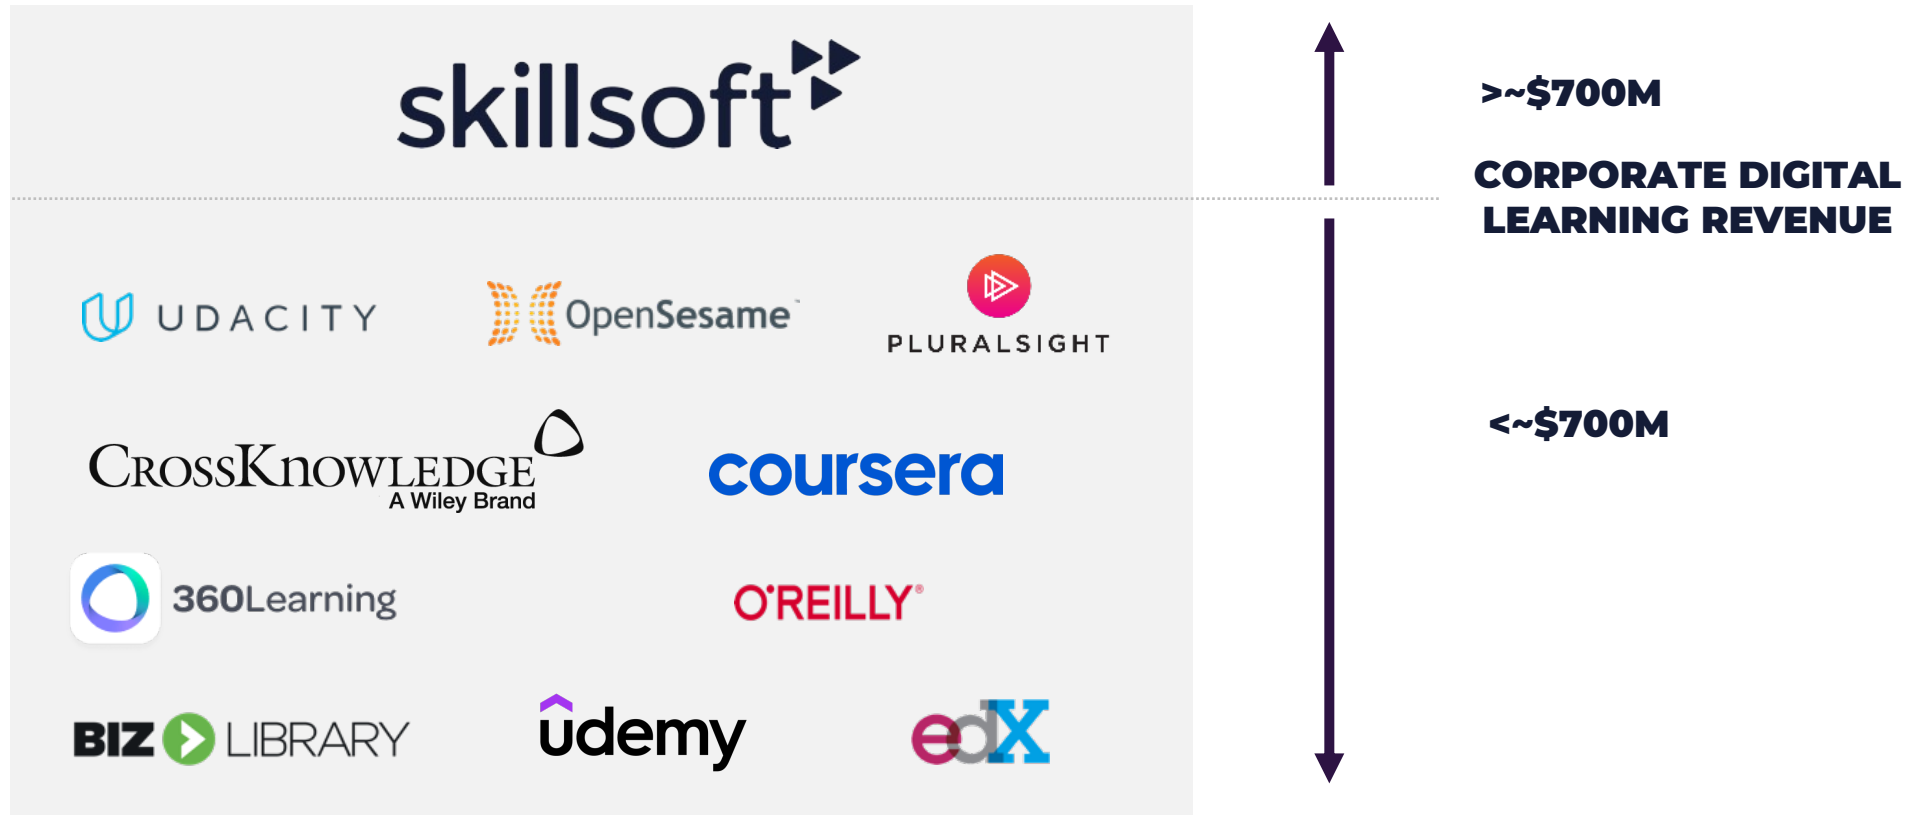 skillsoft
>~$700M
CORPORATE DIGITAL
LEARNING REVENUE
UDACITY
OpenSesame™
PLURALSIGHT
<~$700M
CROSSKNOWLEDGE
A Wiley Brand
coursera
360Learning
O'REILLY®
BIZ LIBRARY
udemy
edX